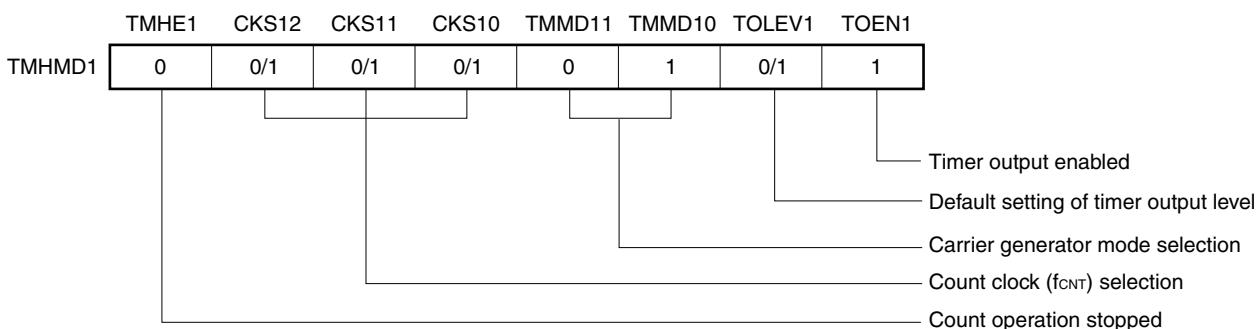 TMHE1 CKS12 CKS11 CKS10 TMMD11 TMMD10 TOLEV1 TOEN1
TMHMD1 0 0/1 0/1 0/1 0 1 0/1 1
Timer output enabled
Default setting of timer output level
Carrier generator mode selection
Count clock (fCNT) selection
Count operation stopped